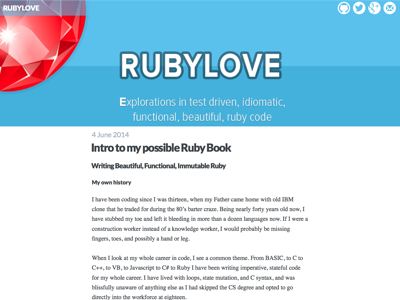 RUBYLOVE
RUBYLOVE
Explorations in test driven, idiomatic,
functional, beautiful, ruby code
4 June 2014
Intro to my possible Ruby Book
Writing Beautiful, Functional, Immutable Ruby
My own history
I have been coding since I was thirteen, when my Father came home with old IBM
clone that he traded for during the 80's barter craze. Being nearly forty years old now, I
have stubbed my toe and left it bleeding in more than a dozen languages now. If I were a
construction worker instead of a knowledge worker, I would probably be missing
fingers, toes, and possibly a hand or leg.
When I look at my whole career in code, I see a common theme. From BASIC, to C to
C++, to VB, to Javascript to C# to Ruby I have been writing imperative, stateful code
for my whole career. I have lived with loops, state mutation, and C syntax, and was
blissfully unaware of anything else as I had skipped the CS degree and opted to go
directly into the workforce at eighteen.